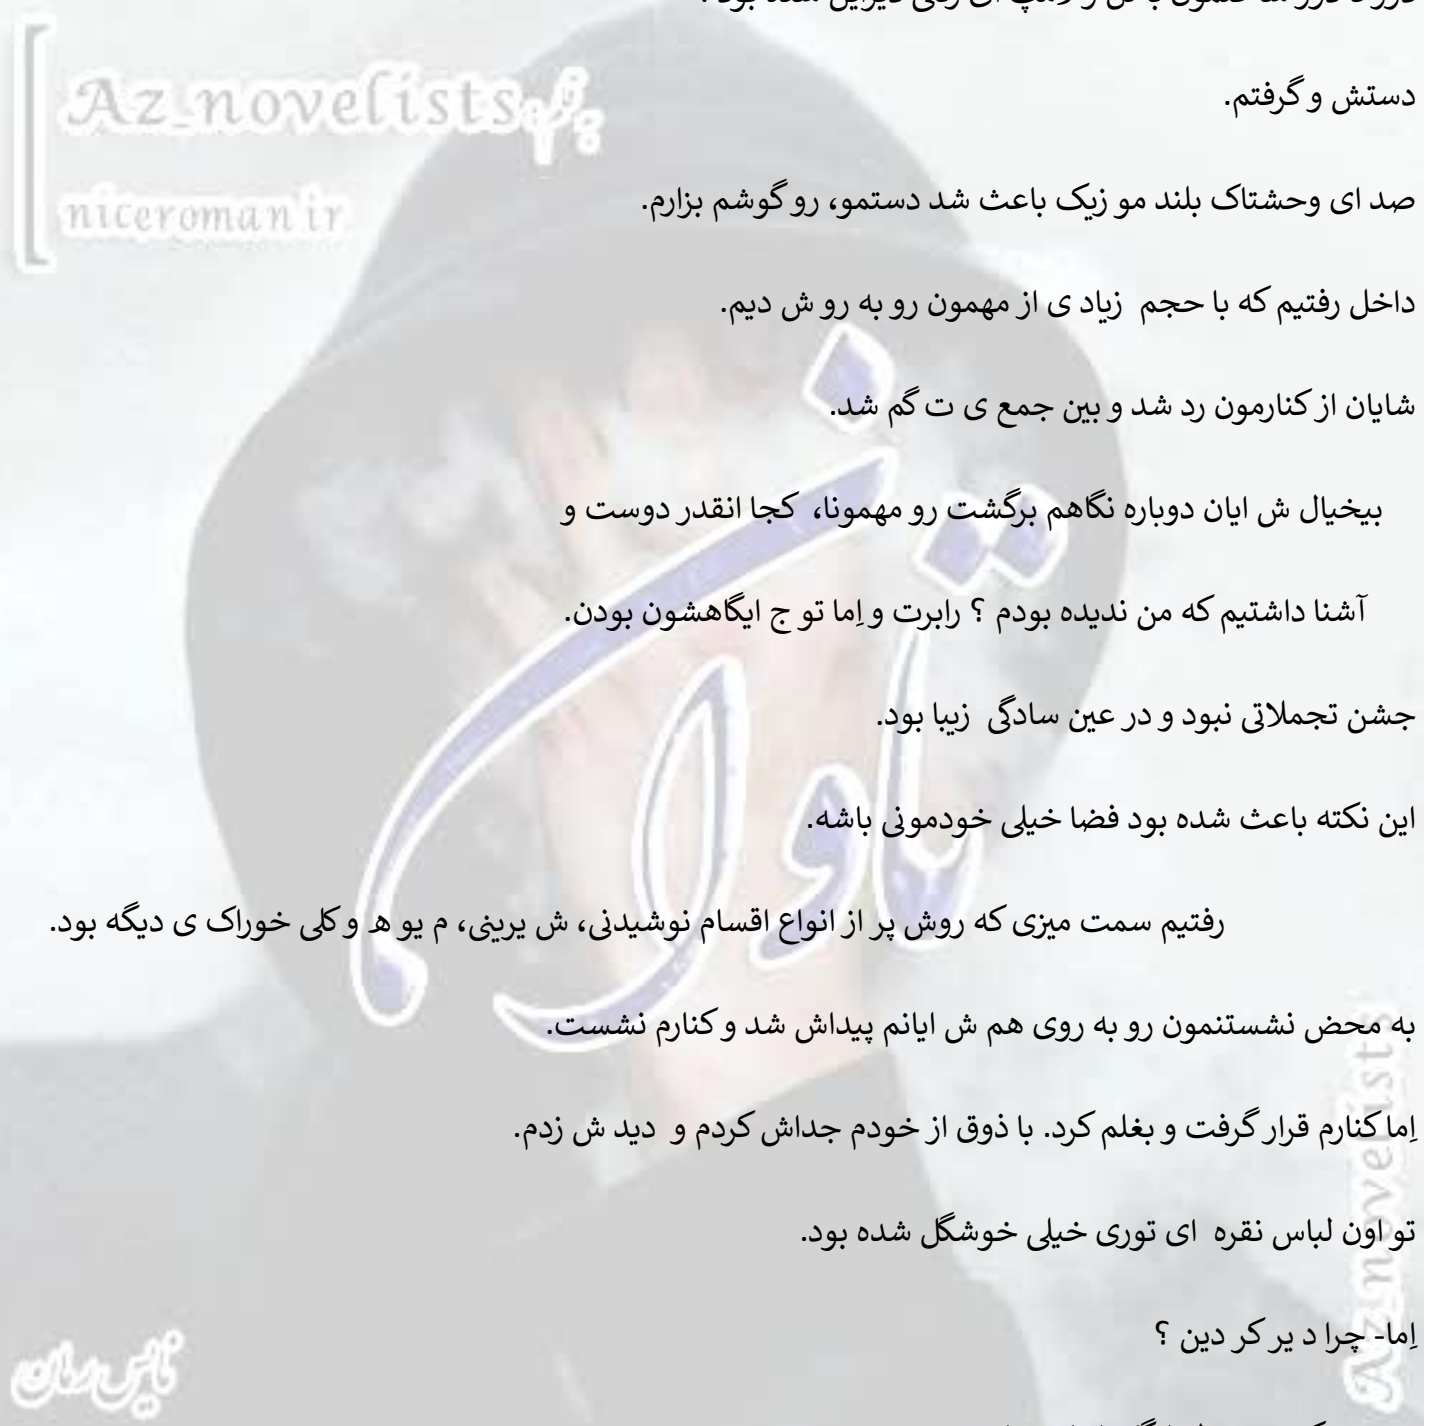 Az_novelists
niceroman.ir
دستش و گرفتم.
صد ای وحشتاک بلند مو زیک باعث شد دستمو، رو گوشم بزارم.
داخل رفتیم که با حجم زیاد ی از مهمون رو به رو ش دیم.
شایان از کنارمون رد شد و بین جمع ی ت گم شد.
بیخیال ش ایان دوباره نگاهم برگشت رو مهمونا، کجا انقدر دوست و
آشنا داشتیم که من ندیده بودم ؟ رابرت و اِما تو ج ایگاهشون بودن.
جشن تجملاتی نبود و در عین سادگی زیبا بود.
این نکته باعث شده بود فضا خیلی خودمونی باشه.
رفتیم سمت میزی که روش پر از انواع اقسام نوشیدنی، ش یرینی، م یو ه و کلی خوراک ی دیگه بود.
به محض نشستنمون رو به روی هم ش ایانم پیداش شد و کنارم نشست.
اِما کنارم قرار گرفت و بغلم کرد. با ذوق از خودم جداش کردم و دید ش زدم.
تو اون لباس نقره ای توری خیلی خوشگل شده بود.
اِما- چرا د یر کر دین ؟
تاوان
Az_novelists
نایس رمان